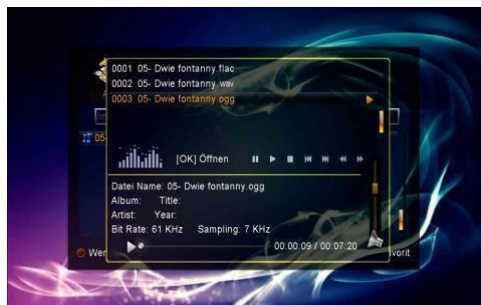 0001 05- Dwie fontanny.flac
0002 05- Dwie fontanny.wav
0003 05- Dwie fontanny.ogg
05
[OK] Öffnen
Datei Name: 05- Dwie fontanny.ogg
Album: Title:
Artist: Year:
Bit Rate: 61 KHz Sampling: 7 KHz
00:00:09 / 00:07:20
Wer
vorit